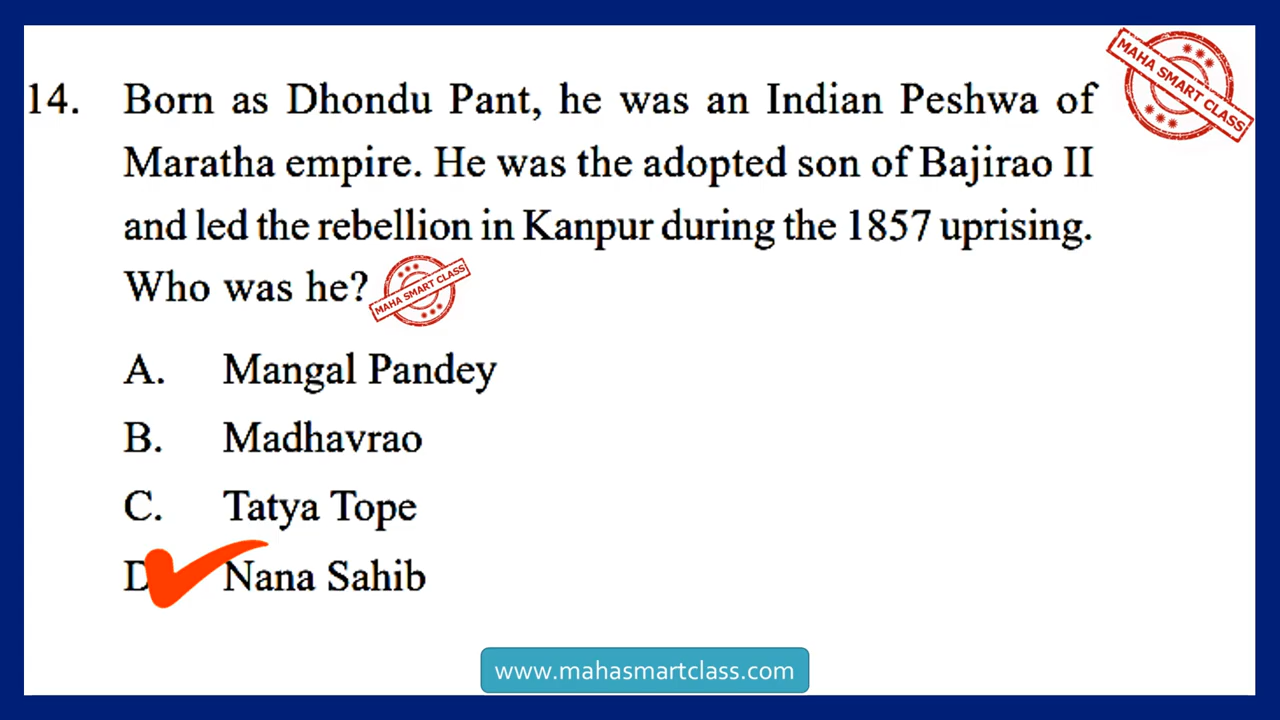 MAHA SMART CLASS
14. Born as Dhondu Pant, he was an Indian Peshwa of
Maratha empire. He was the adopted son of Bajirao II
and led the rebellion in Kanpur during the 1857 uprising.
Who was he?
MAHA SMART CLASS
A. Mangal Pandey
B. Madhavrao
C. Tatya Tope
D Nana Sahib
www.mahasmartclass.com